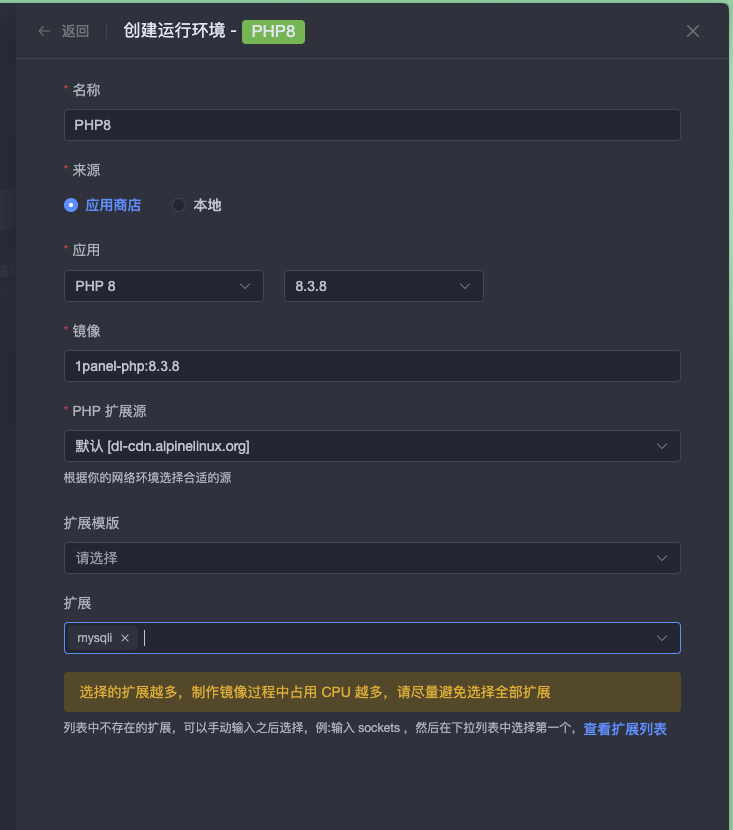 返回
创建运行环境 - PHP8
* 名称
PHP8
* 来源
应用商店
本地
* 应用
PHP 8
8.3.8
* 镜像
1panel-php:8.3.8
* PHP 扩展源
默认 [dl-cdn.alpinelinux.org]
根据你的网络环境选择合适的源
扩展模版
请选择
扩展
mysqli
选择的扩展越多，制作镜像过程中占用 CPU 越多，请尽量避免选择全部扩展
列表中不存在的扩展，可以手动输入之后选择，例:输入 sockets ，然后在下拉列表中选择第一个，查看扩展列表